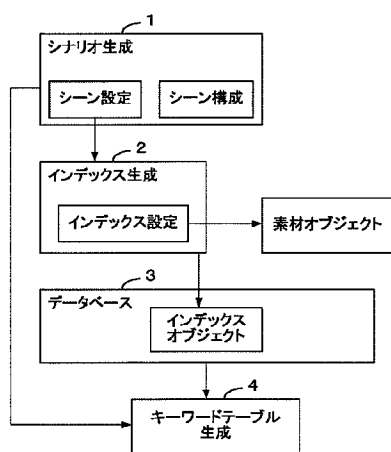 1
シナリオ生成
シーン設定
シーン構成
2
インデックス生成
インデックス設定
素材オブジェクト
3
データベース
インデックス
オブジェクト
4
キーワードテーブル
生成